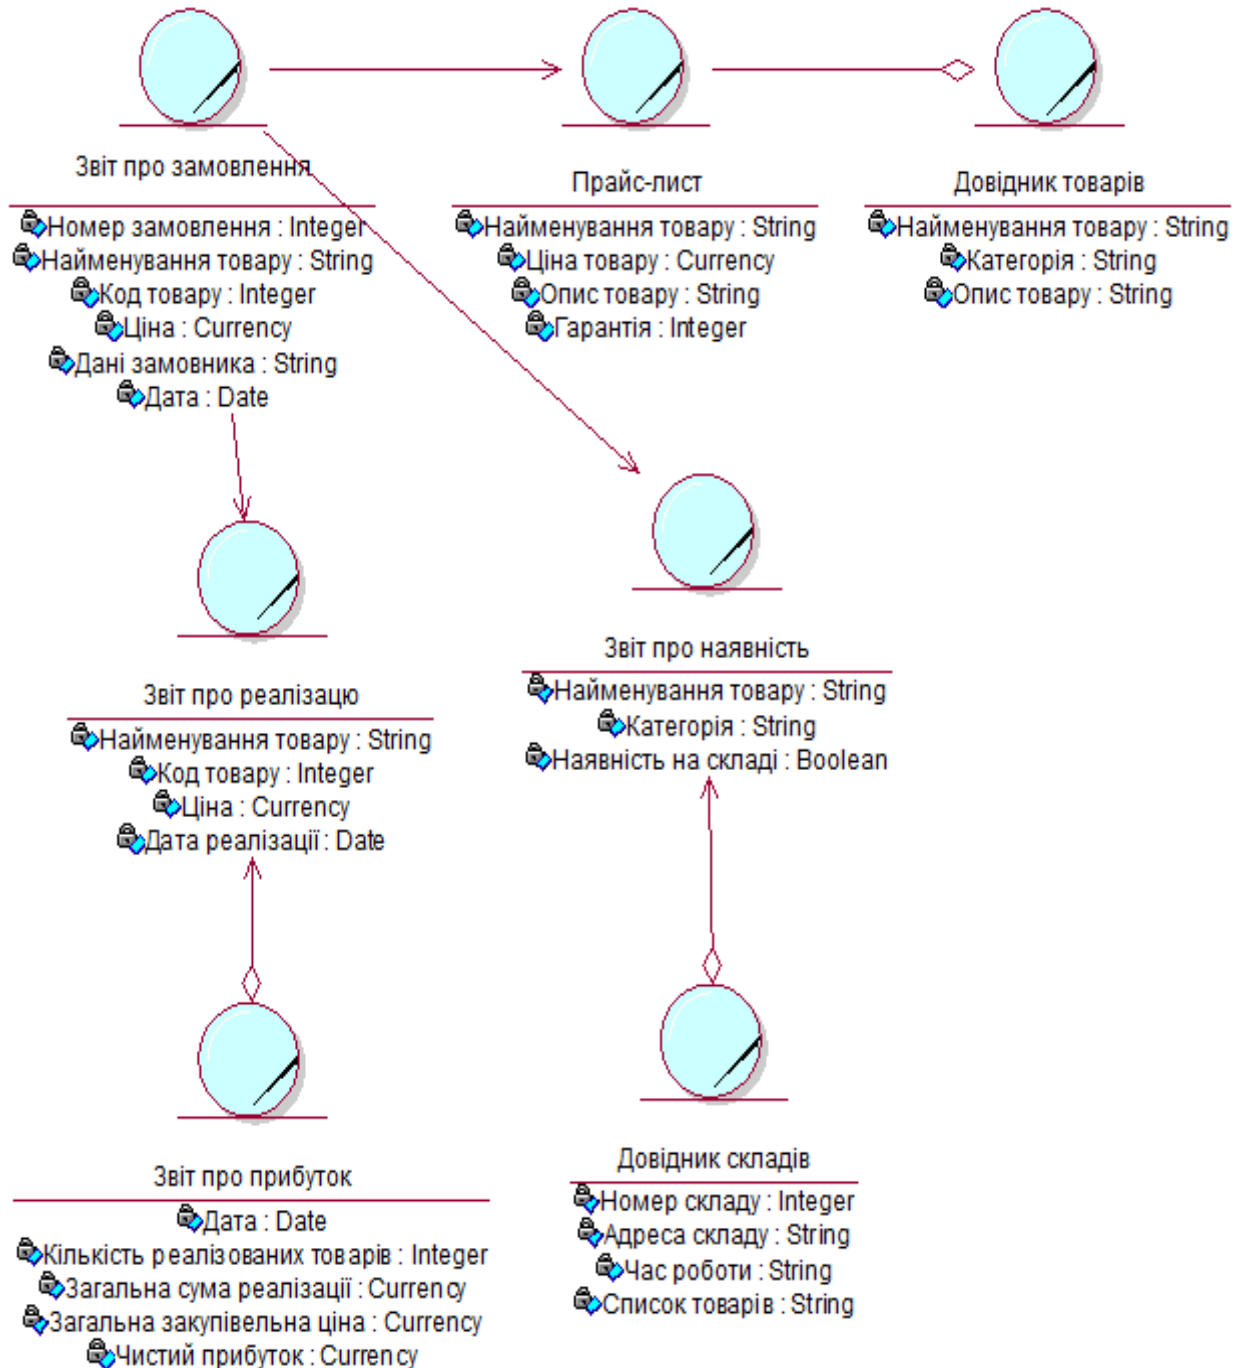 Звіт про замовлення
Номер замовлення : Integer
Найменування товару : String
Код товару : Integer
Ціна : Currency
Дані замовника : String
Дата : Date
Прайс-лист
Найменування товару : String
Ціна товару : Currency
Опис товару : String
Гарантія : Integer
Довідник товарів
Найменування товару : String
Категорія : String
Опис товару : String
Звіт про реалізацю
Найменування товару : String
Код товару : Integer
Ціна : Currency
Дата реалізації : Date
Звіт про наявність
Найменування товару : String
Категорія : String
Наявність на складі : Boolean
Звіт про прибуток
Дата : Date
Кількість реалізованих товарів : Integer
Загальна сума реалізації : Currency
Загальна закупівельна ціна : Currency
Чистий прибуток : Currency
Довідник складів
Номер складу : Integer
Адреса складу : String
Час роботи : String
Список товарів : String